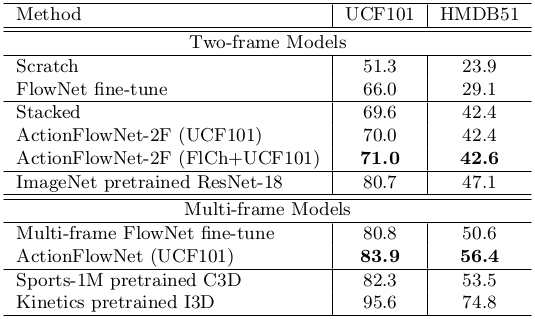 Method UCF101 HMDB51
Two-frame Models
Scratch 51.3 23.9
FlowNet fine-tune 66.0 29.1
Stacked 69.6 42.4
ActionFlowNet-2F (UCF101) 70.0 42.4
ActionFlowNet-2F (FlCh+UCF101) 71.0 42.6
ImageNet pretrained ResNet-18 80.7 47.1
Multi-frame Models
Multi-frame FlowNet fine-tune 80.8 50.6
ActionFlowNet (UCF101) 83.9 56.4
Sports-1M pretrained C3D 82.3 53.5
Kinetics pretrained I3D 95.6 74.8